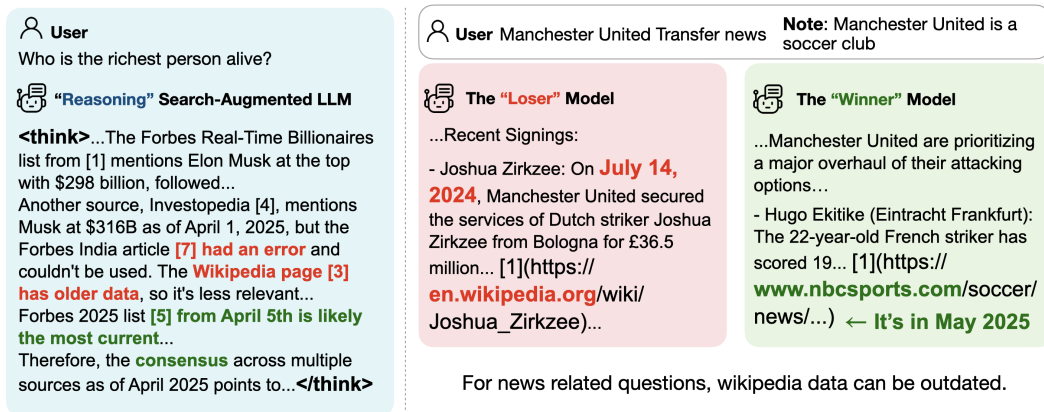 User
Who is the richest person alive?
“Reasoning” Search-Augmented LLM
<think>...The Forbes Real-Time Billionaires
list from [1] mentions Elon Musk at the top
with $298 billion, followed...
Another source, Investopedia [4], mentions
Musk at $316B as of April 1, 2025, but the
Forbes India article [7] had an error and
couldn't be used. The Wikipedia page [3]
has older data, so it's less relevant...
Forbes 2025 list [5] from April 5th is likely
the most current...
Therefore, the consensus across multiple
sources as of April 2025 points to...</think>
User Manchester United Transfer news
Note: Manchester United is a
soccer club
The “Loser” Model
...Recent Signings:
- Joshua Zirkzee: On July 14,
2024, Manchester United secured
the services of Dutch striker Joshua
Zirkzee from Bologna for £36.5
million... [1](https://
en.wikipedia.org/wiki/
Joshua_Zirkzee)...
The “Winner” Model
...Manchester United are prioritizing
a major overhaul of their attacking
options…
- Hugo Ekitike (Eintracht Frankfurt):
The 22-year-old French striker has
scored 19... [1](https://
www.nbcsports.com/soccer/
news/...) ← It’s in May 2025
For news related questions, wikipedia data can be outdated.